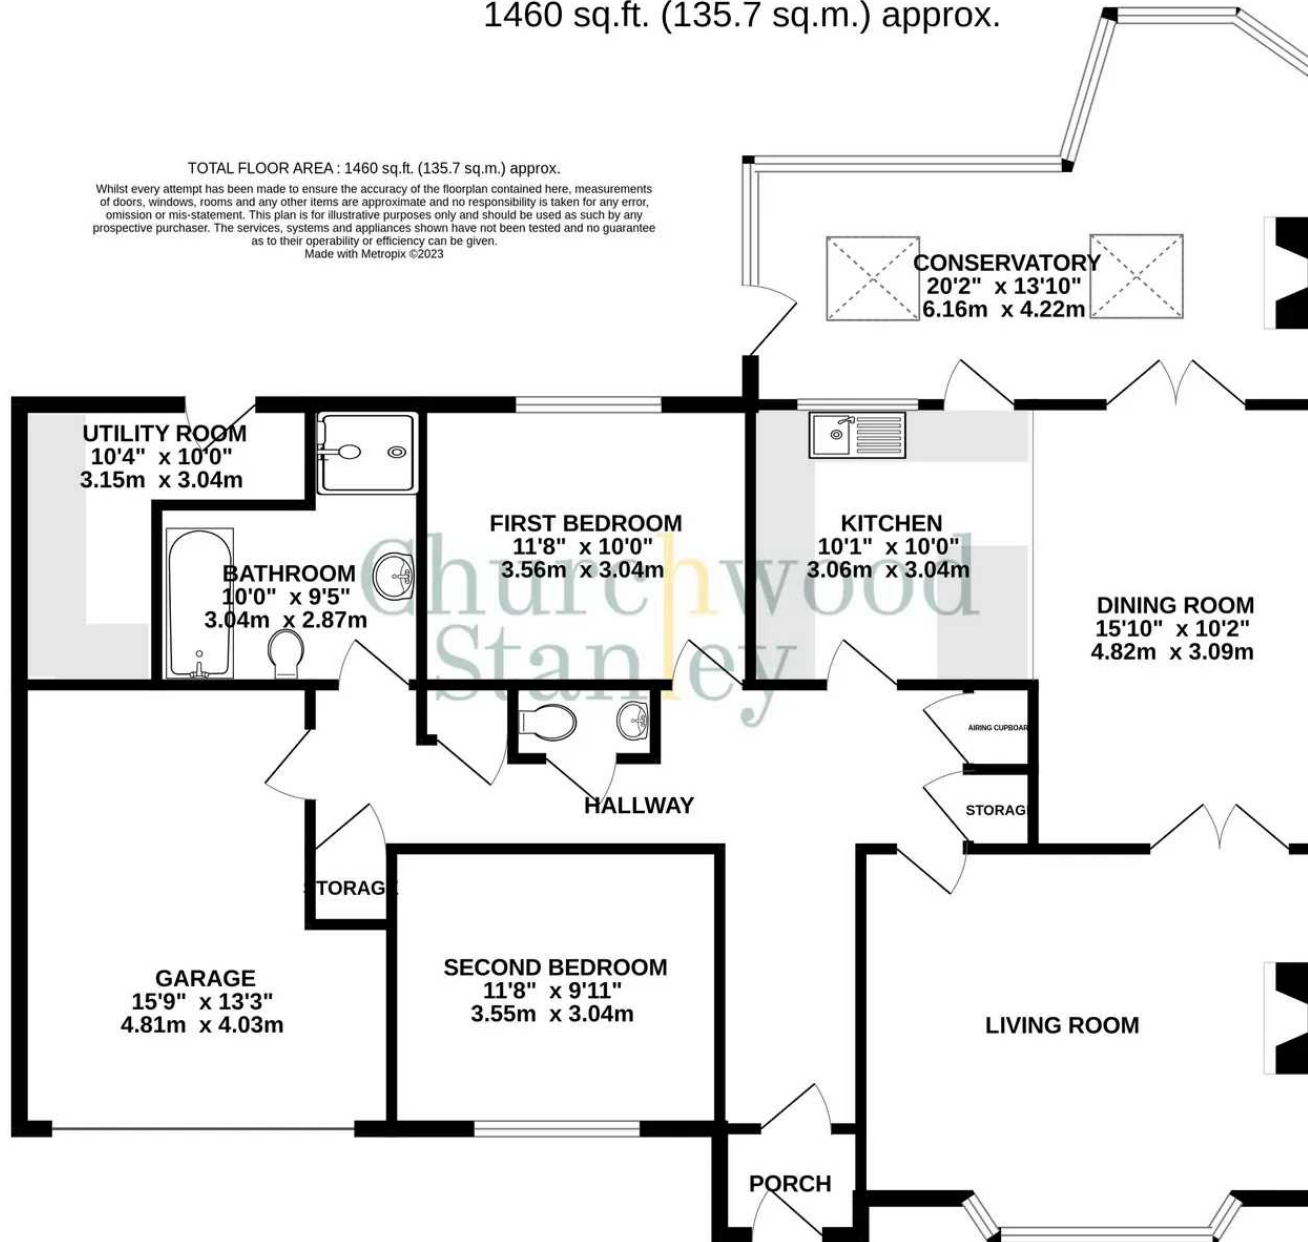 1460 sq.ft. (135.7 sq.m.) approx.
TOTAL FLOOR AREA : 1460 sq.ft. (135.7 sq.m.) approx.
Whilst every attempt has been made to ensure the accuracy of the floorplan contained here, measurements
of doors, windows, rooms and any other items are approximate and no responsibility is taken for any error,
omission or mis-statement. This plan is for illustrative purposes only and should be used as such by any
prospective purchaser. The services, systems and appliances shown have not been tested and no guarantee
as to their operability or efficiency can be given.
Made with Metropix ©2023
CONSERVATORY
20'2" x 13'10"
6.16m x 4.22m
UTILITY ROOM
10'4" x 10'0"
3.15m x 3.04m
FIRST BEDROOM
11'8" x 10'0"
3.56m x 3.04m
KITCHEN
10'1" x 10'0"
3.06m x 3.04m
BATHROOM
10'0" x 9'5"
3.04m x 2.87m
DINING ROOM
15'10" x 10'2"
4.82m x 3.09m
Churchwood
Stanley
AIRING CUPBOAR
HALLWAY
STORAGE
STORAGE
GARAGE
15'9" x 13'3"
4.81m x 4.03m
SECOND BEDROOM
11'8" x 9'11"
3.55m x 3.04m
LIVING ROOM
PORCH